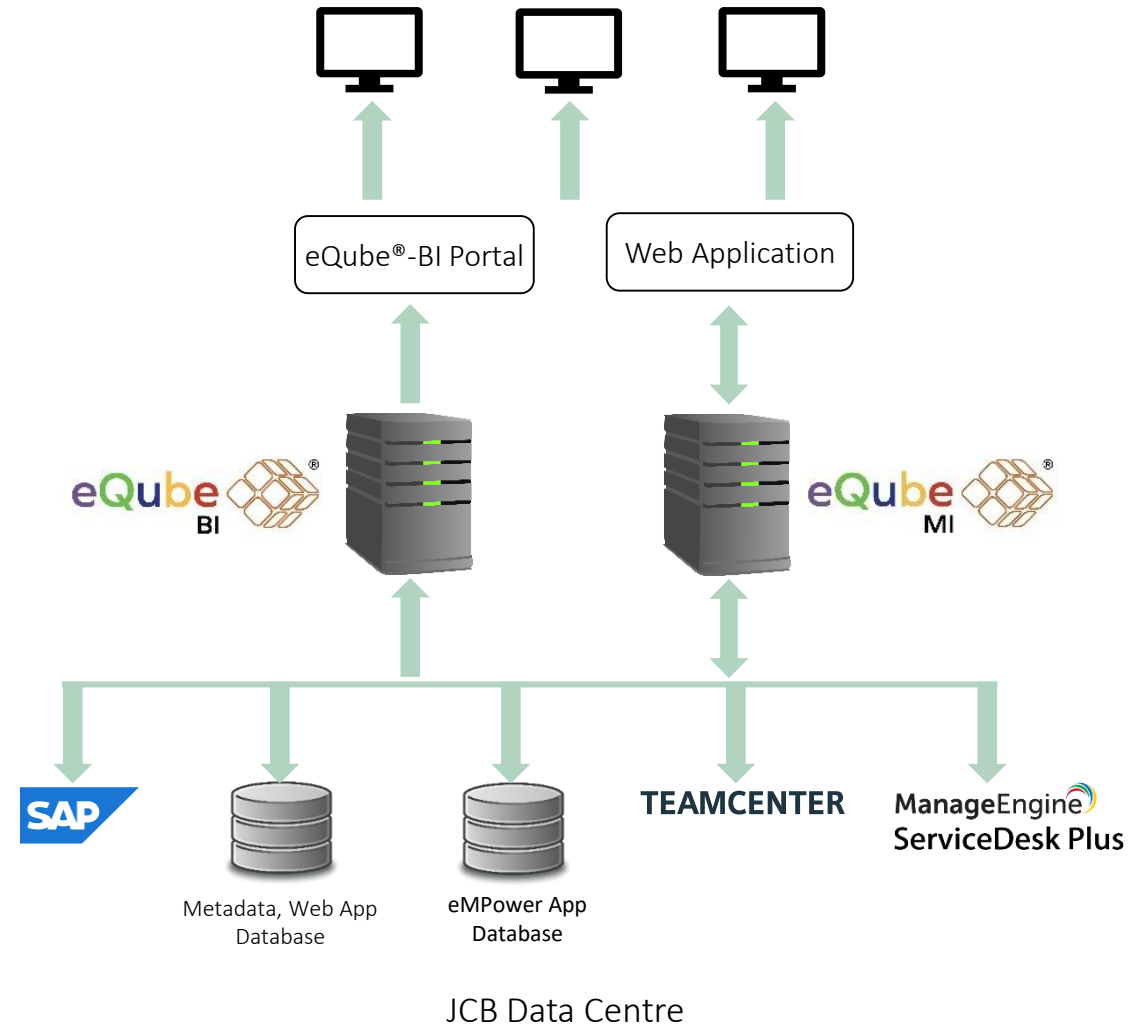 eQube®-BI Portal
Web Application
eQube ®
BI
eQube ®
MI
SAP
TEAMCENTER
ManageEngine
ServiceDesk Plus
Metadata, Web App
Database
eMPower App
Database
JCB Data Centre